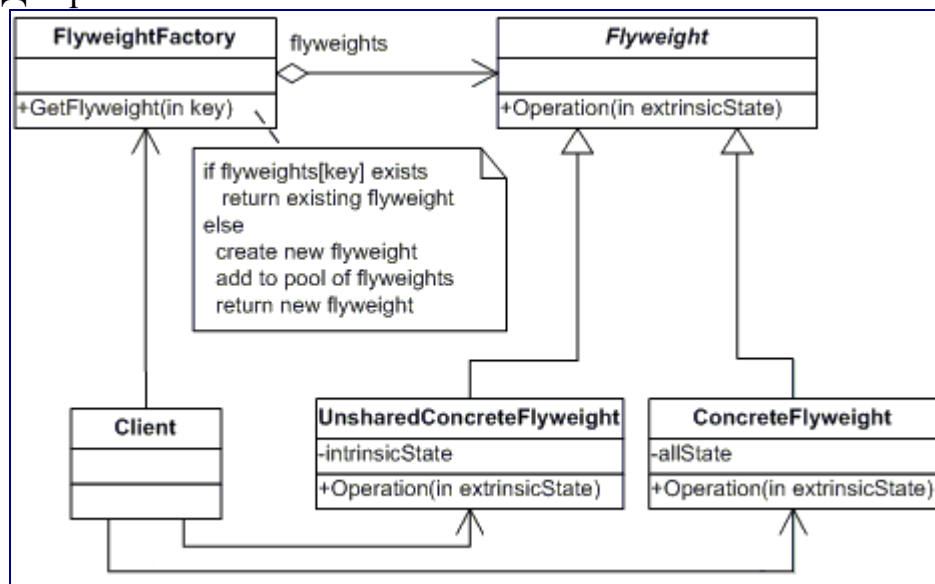 FlyweightFactory
flyweights
Flyweight
+GetFlyweight(in key)
+Operation(in extrinsicState)
if flyweights[key] exists
return existing flyweight
else
create new flyweight
add to pool of flyweights
return new flyweight
Client
UnsharedConcreteFlyweight
-intrinsicState
+Operation(in extrinsicState)
ConcreteFlyweight
-allState
+Operation(in extrinsicState)